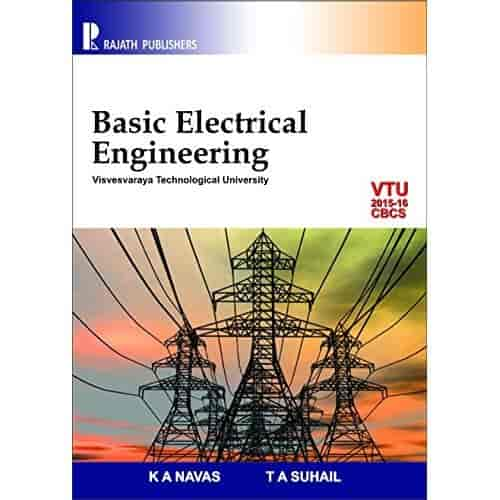 RAJATH PUBLISHERS
Basic Electrical
Engineering
Visvesvaraya Technological University
VTU
2015-16
CBCS
K A NAVAS T A SUHAIL